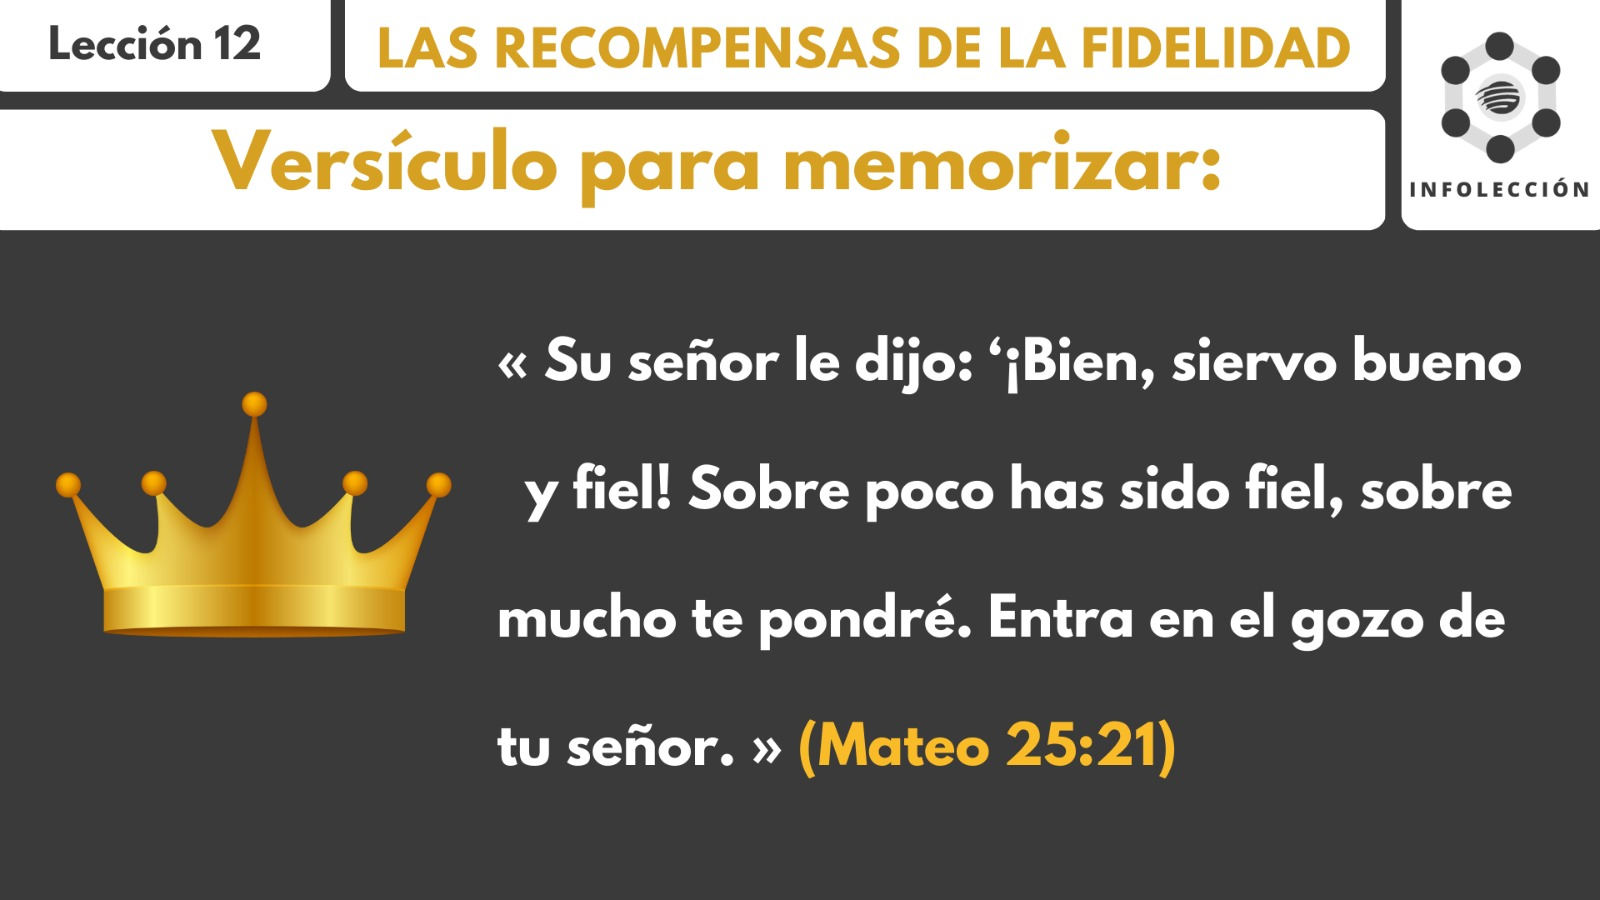 Lección 12
LAS RECOMPENSAS DE LA FIDELIDAD
INFOLECCIÓN
Versículo para memorizar:
« Su señor le dijo: ‘¡Bien, siervo bueno
y fiel! Sobre poco has sido fiel, sobre
mucho te pondré. Entra en el gozo de
tu señor. » (Mateo 25:21)